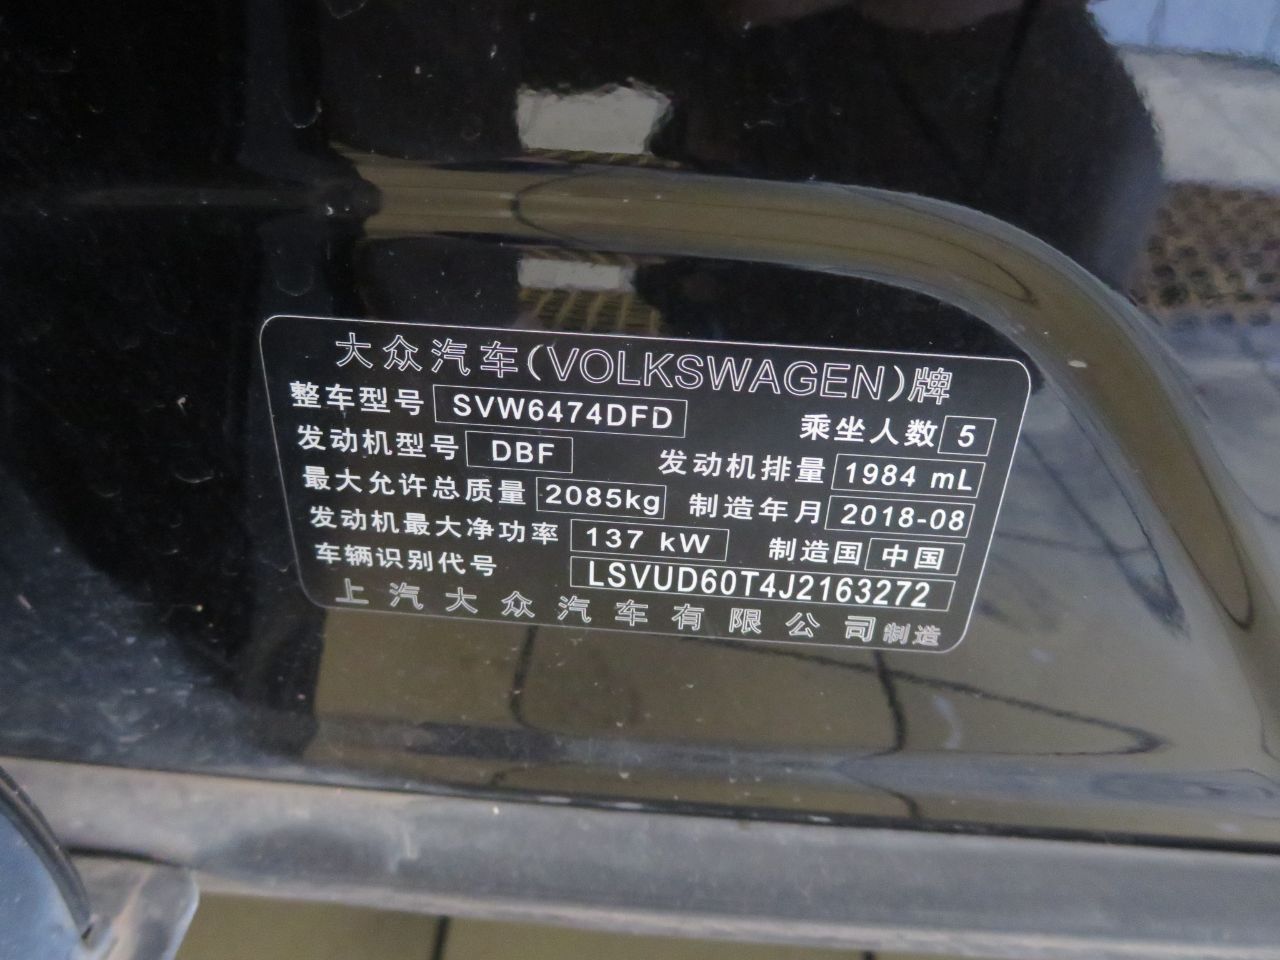 大众汽车(VOLKSWAGEN)牌
整车型号 SVW6474DFD 乘坐人数 5
发动机型号 DBF 发动机排量 1984 mL
最大允许总质量 2085kg 制造年月 2018-08
发动机最大净功率 137 kW 制造国 中国
车辆识别代号 LSVUD60T4J2163272
上汽大众汽车有限公司制造